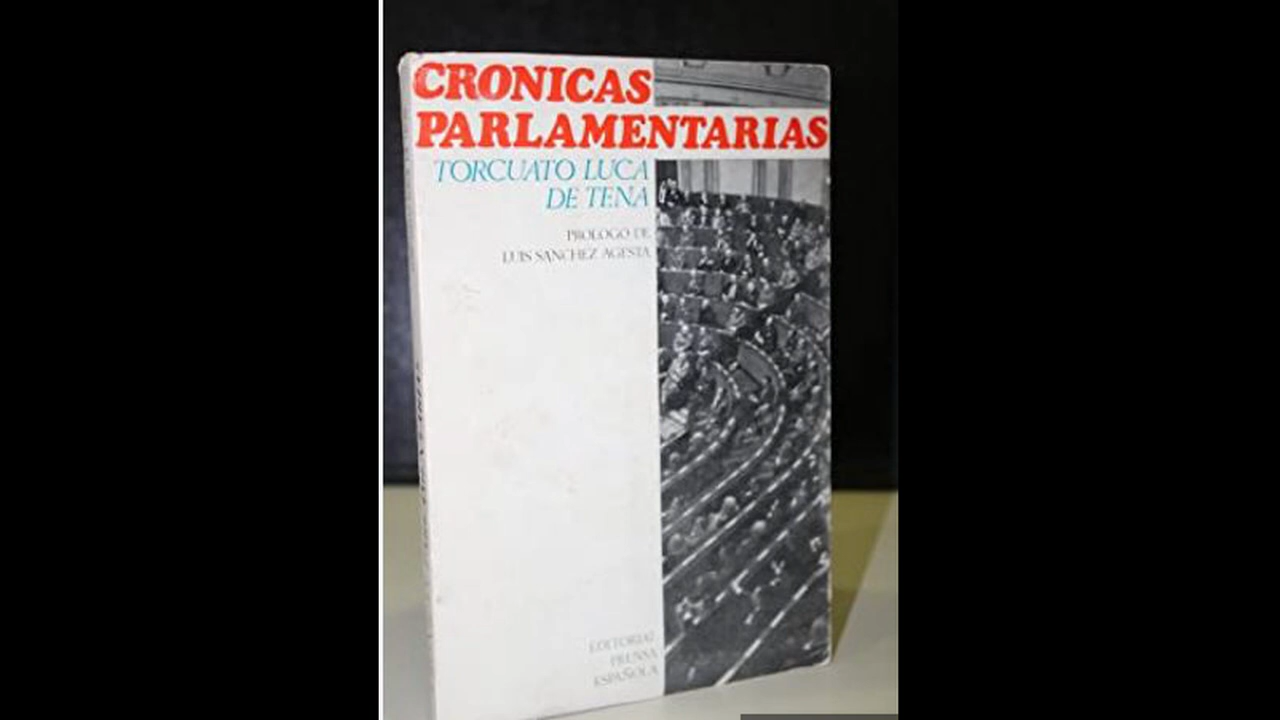 CRONICAS
PARLAMENTARIAS
TORCUATO LUCA
DE TENA
PROLOGO DE
LUIS SANCHEZ AGESTA
EDITORIAL
PRENSA
ESPAÑOLA